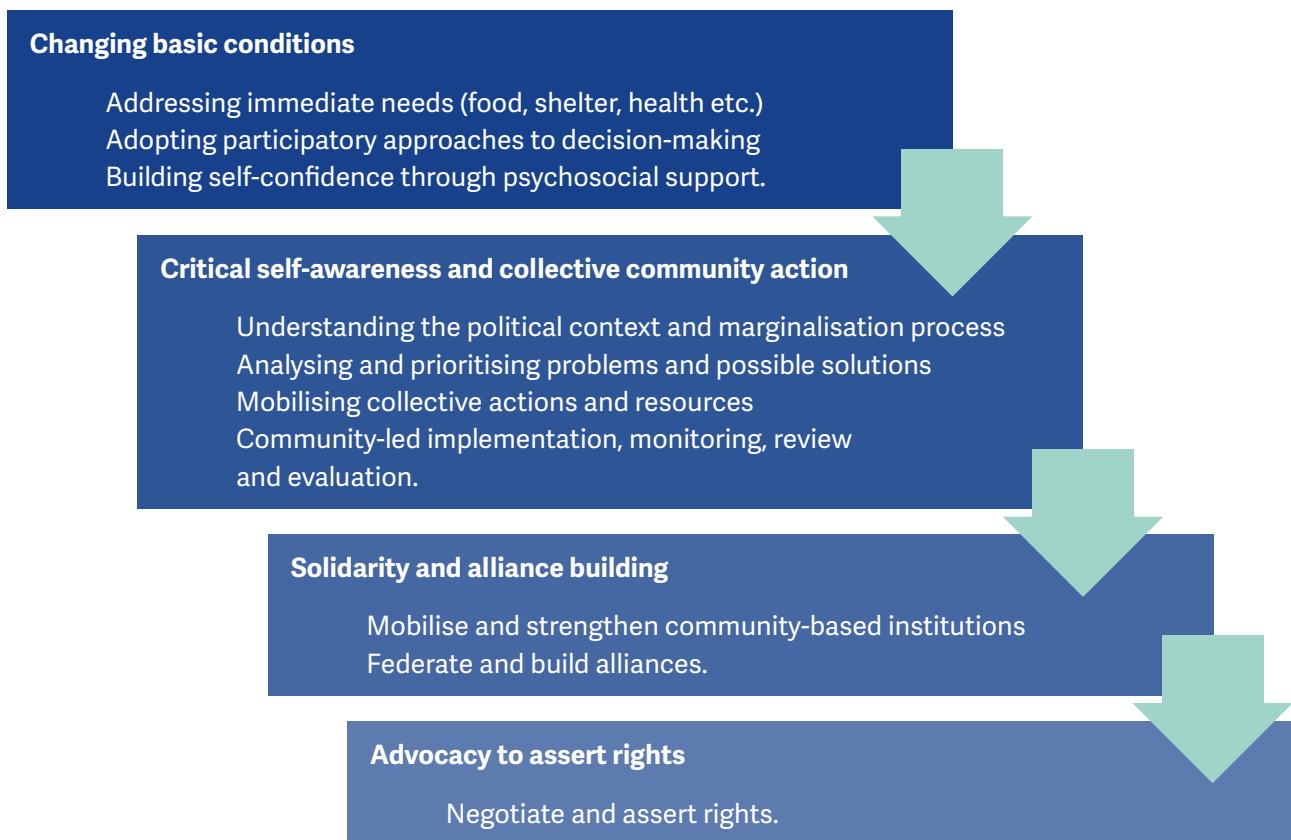 Changing basic conditions
Addressing immediate needs (food, shelter, health etc.)
Adopting participatory approaches to decision-making
Building self-confidence through psychosocial support.
Critical self-awareness and collective community action
Understanding the political context and marginalisation process
Analysing and prioritising problems and possible solutions
Mobilising collective actions and resources
Community-led implementation, monitoring, review
and evaluation.
Solidarity and alliance building
Mobilise and strengthen community-based institutions
Federate and build alliances.
Advocacy to assert rights
Negotiate and assert rights.